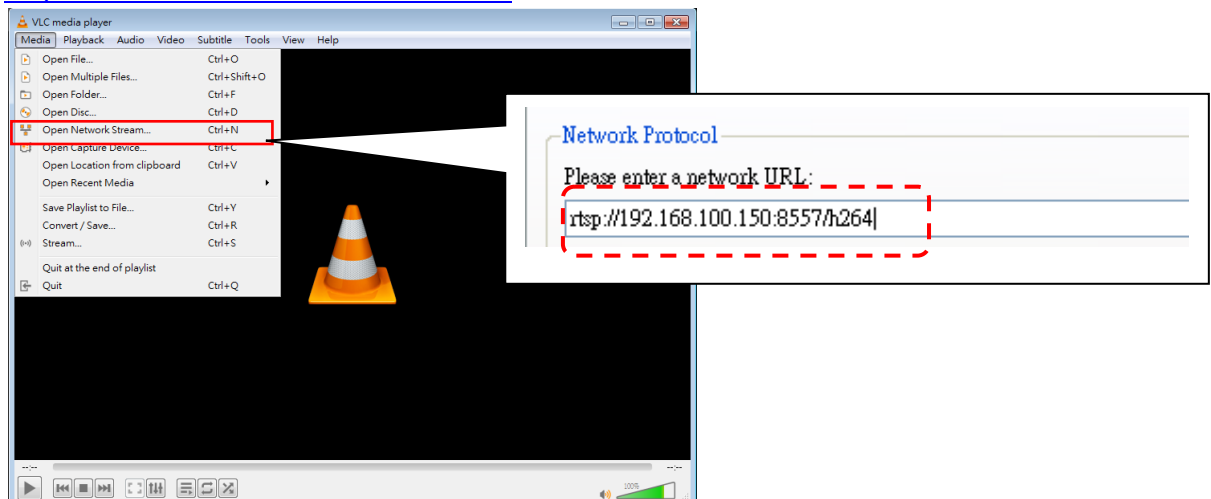 VLC media player
Media Playback Audio Video Subtitle Tools View Help
Open File... Ctrl+O
Open Multiple Files... Ctrl+Shift+O
Open Folder... Ctrl+F
Open Disc... Ctrl+D
Open Network Stream... Ctrl+N
Open Capture Device... Ctrl+C
Open Location from clipboard Ctrl+V
Open Recent Media
Save Playlist to File... Ctrl+Y
Convert / Save... Ctrl+R
Stream... Ctrl+S
Quit at the end of playlist
Quit Ctrl+Q
Network Protocol
Please enter a network URL:
rtsp://192.168.100.150:8557/h264
--:-- --:--
100%